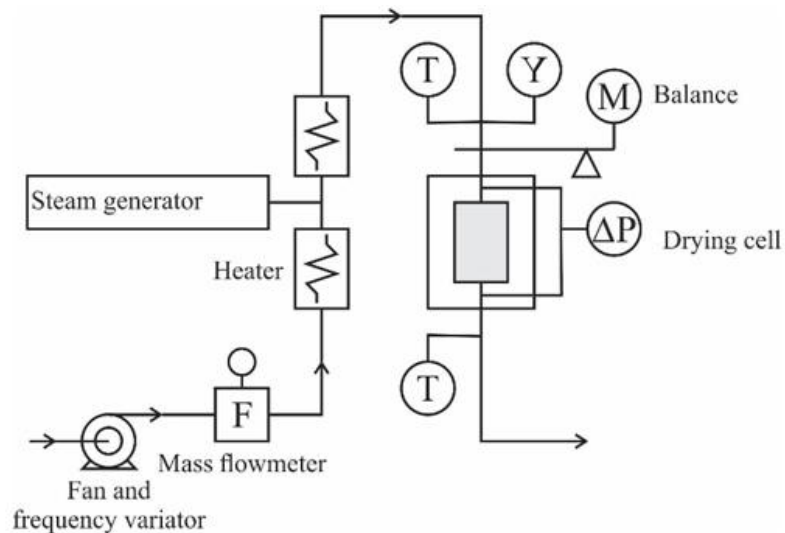 T
Y
M
Balance
Steam generator
ΔP
Drying cell
Heater
T
F
Mass flowmeter
Fan and
frequency variator